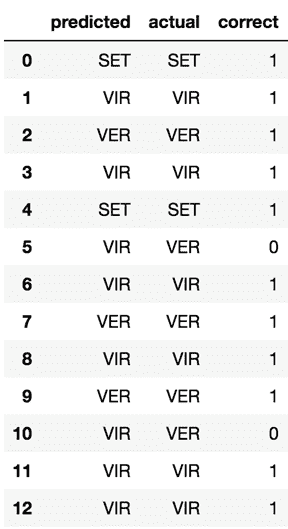 predicted actual correct
0 SET SET 1
1 VIR VIR 1
2 VER VER 1
3 VIR VIR 1
4 SET SET 1
5 VIR VER 0
6 VIR VIR 1
7 VER VER 1
8 VIR VIR 1
9 VER VER 1
10 VIR VER 0
11 VIR VIR 1
12 VIR VIR 1